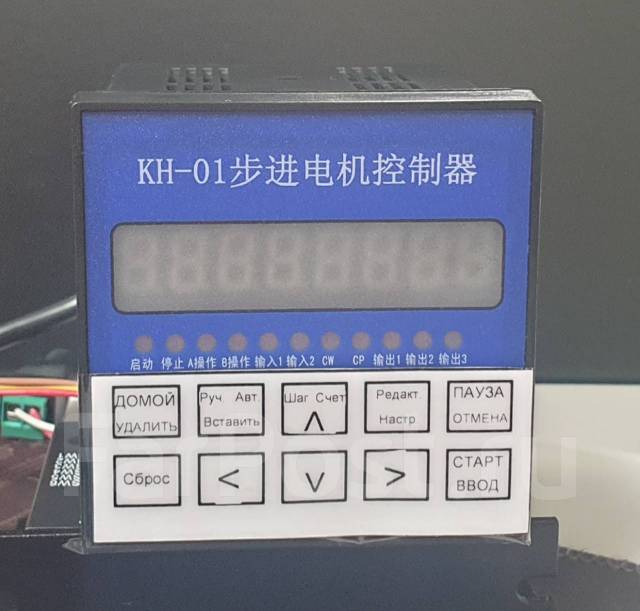 KH-01步进电机控制器
启动 停止 A操作 B操作 输入1 输入2 CW CP 输出1 输出2 输出3
ДОМОЙ
УДАЛИТЬ
Руч. Авт.
Вставить
Шаг Счет
˄
Редакт.
Настр
ПАУЗА
ОТМЕНА
Сброс
<
˅
>
СТАРТ
ВВОД
FarPost.ru